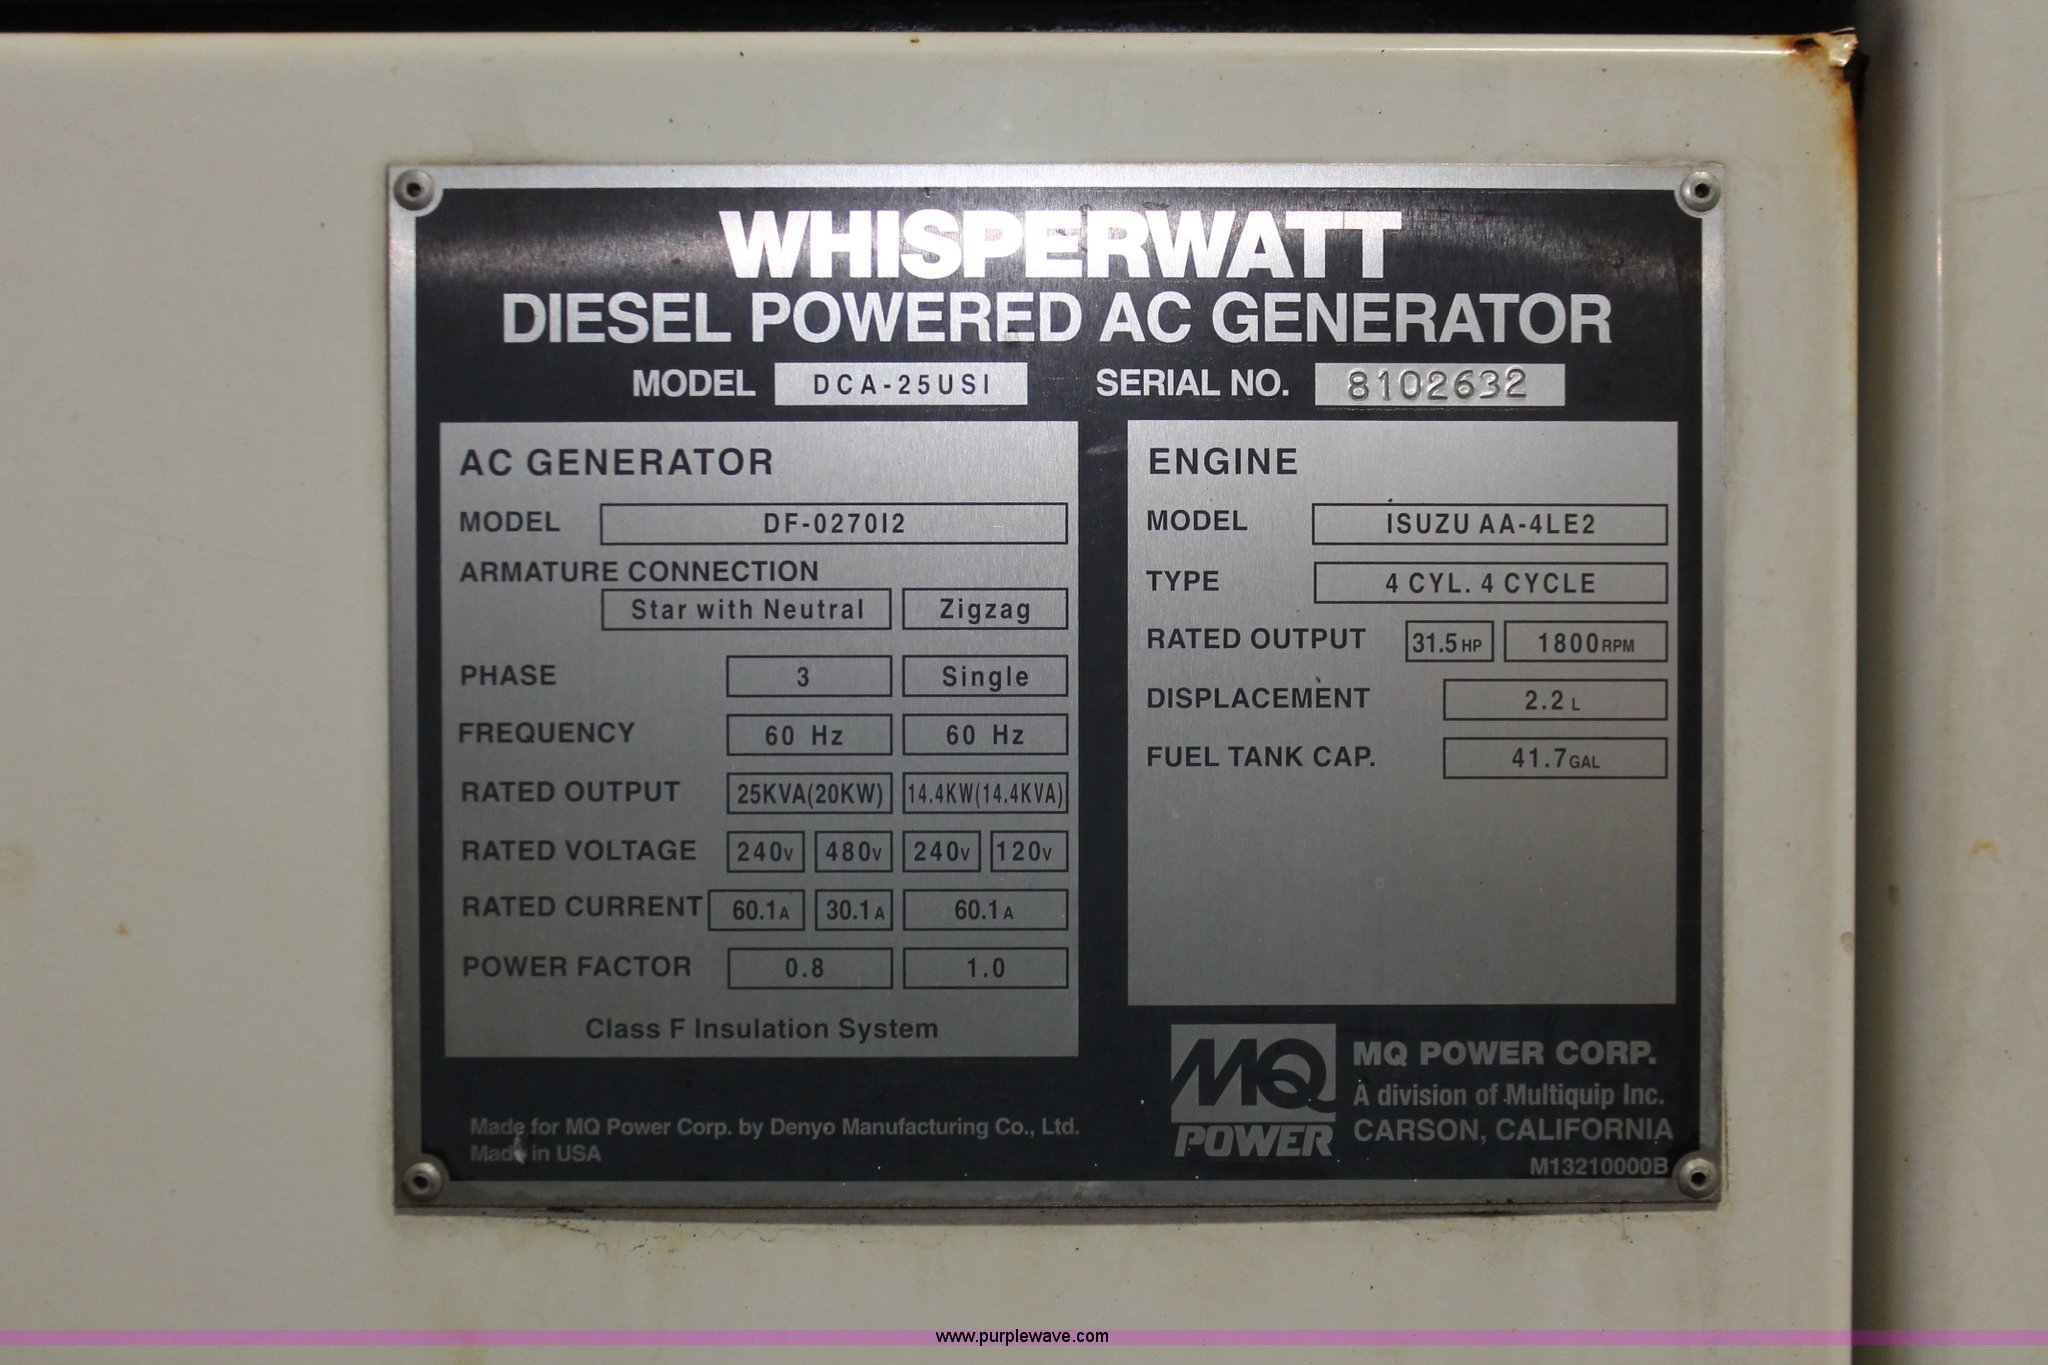 WHISPERWATT
DIESEL POWERED AC GENERATOR
MODEL DCA-25USI SERIAL NO. 8102632
AC GENERATOR
MODEL DF-0270I2
ARMATURE CONNECTION
Star with Neutral Zigzag
PHASE 3 Single
FREQUENCY 60 Hz 60 Hz
RATED OUTPUT 25KVA(20KW) 14.4KW(14.4KVA)
RATED VOLTAGE 240V 480V 240V 120V
RATED CURRENT 60.1A 30.1A 60.1A
POWER FACTOR 0.8 1.0
Class F Insulation System
ENGINE
MODEL ISUZU AA-4LE2
TYPE 4 CYL. 4 CYCLE
RATED OUTPUT 31.5HP 1800RPM
DISPLACEMENT 2.2 L
FUEL TANK CAP. 41.7GAL
Made for MQ Power Corp. by Denyo Manufacturing Co., Ltd.
Made in USA
MQ
POWER
MQ POWER CORP.
A division of Multiquip Inc.
CARSON, CALIFORNIA
M13210000B
www.purplewave.com